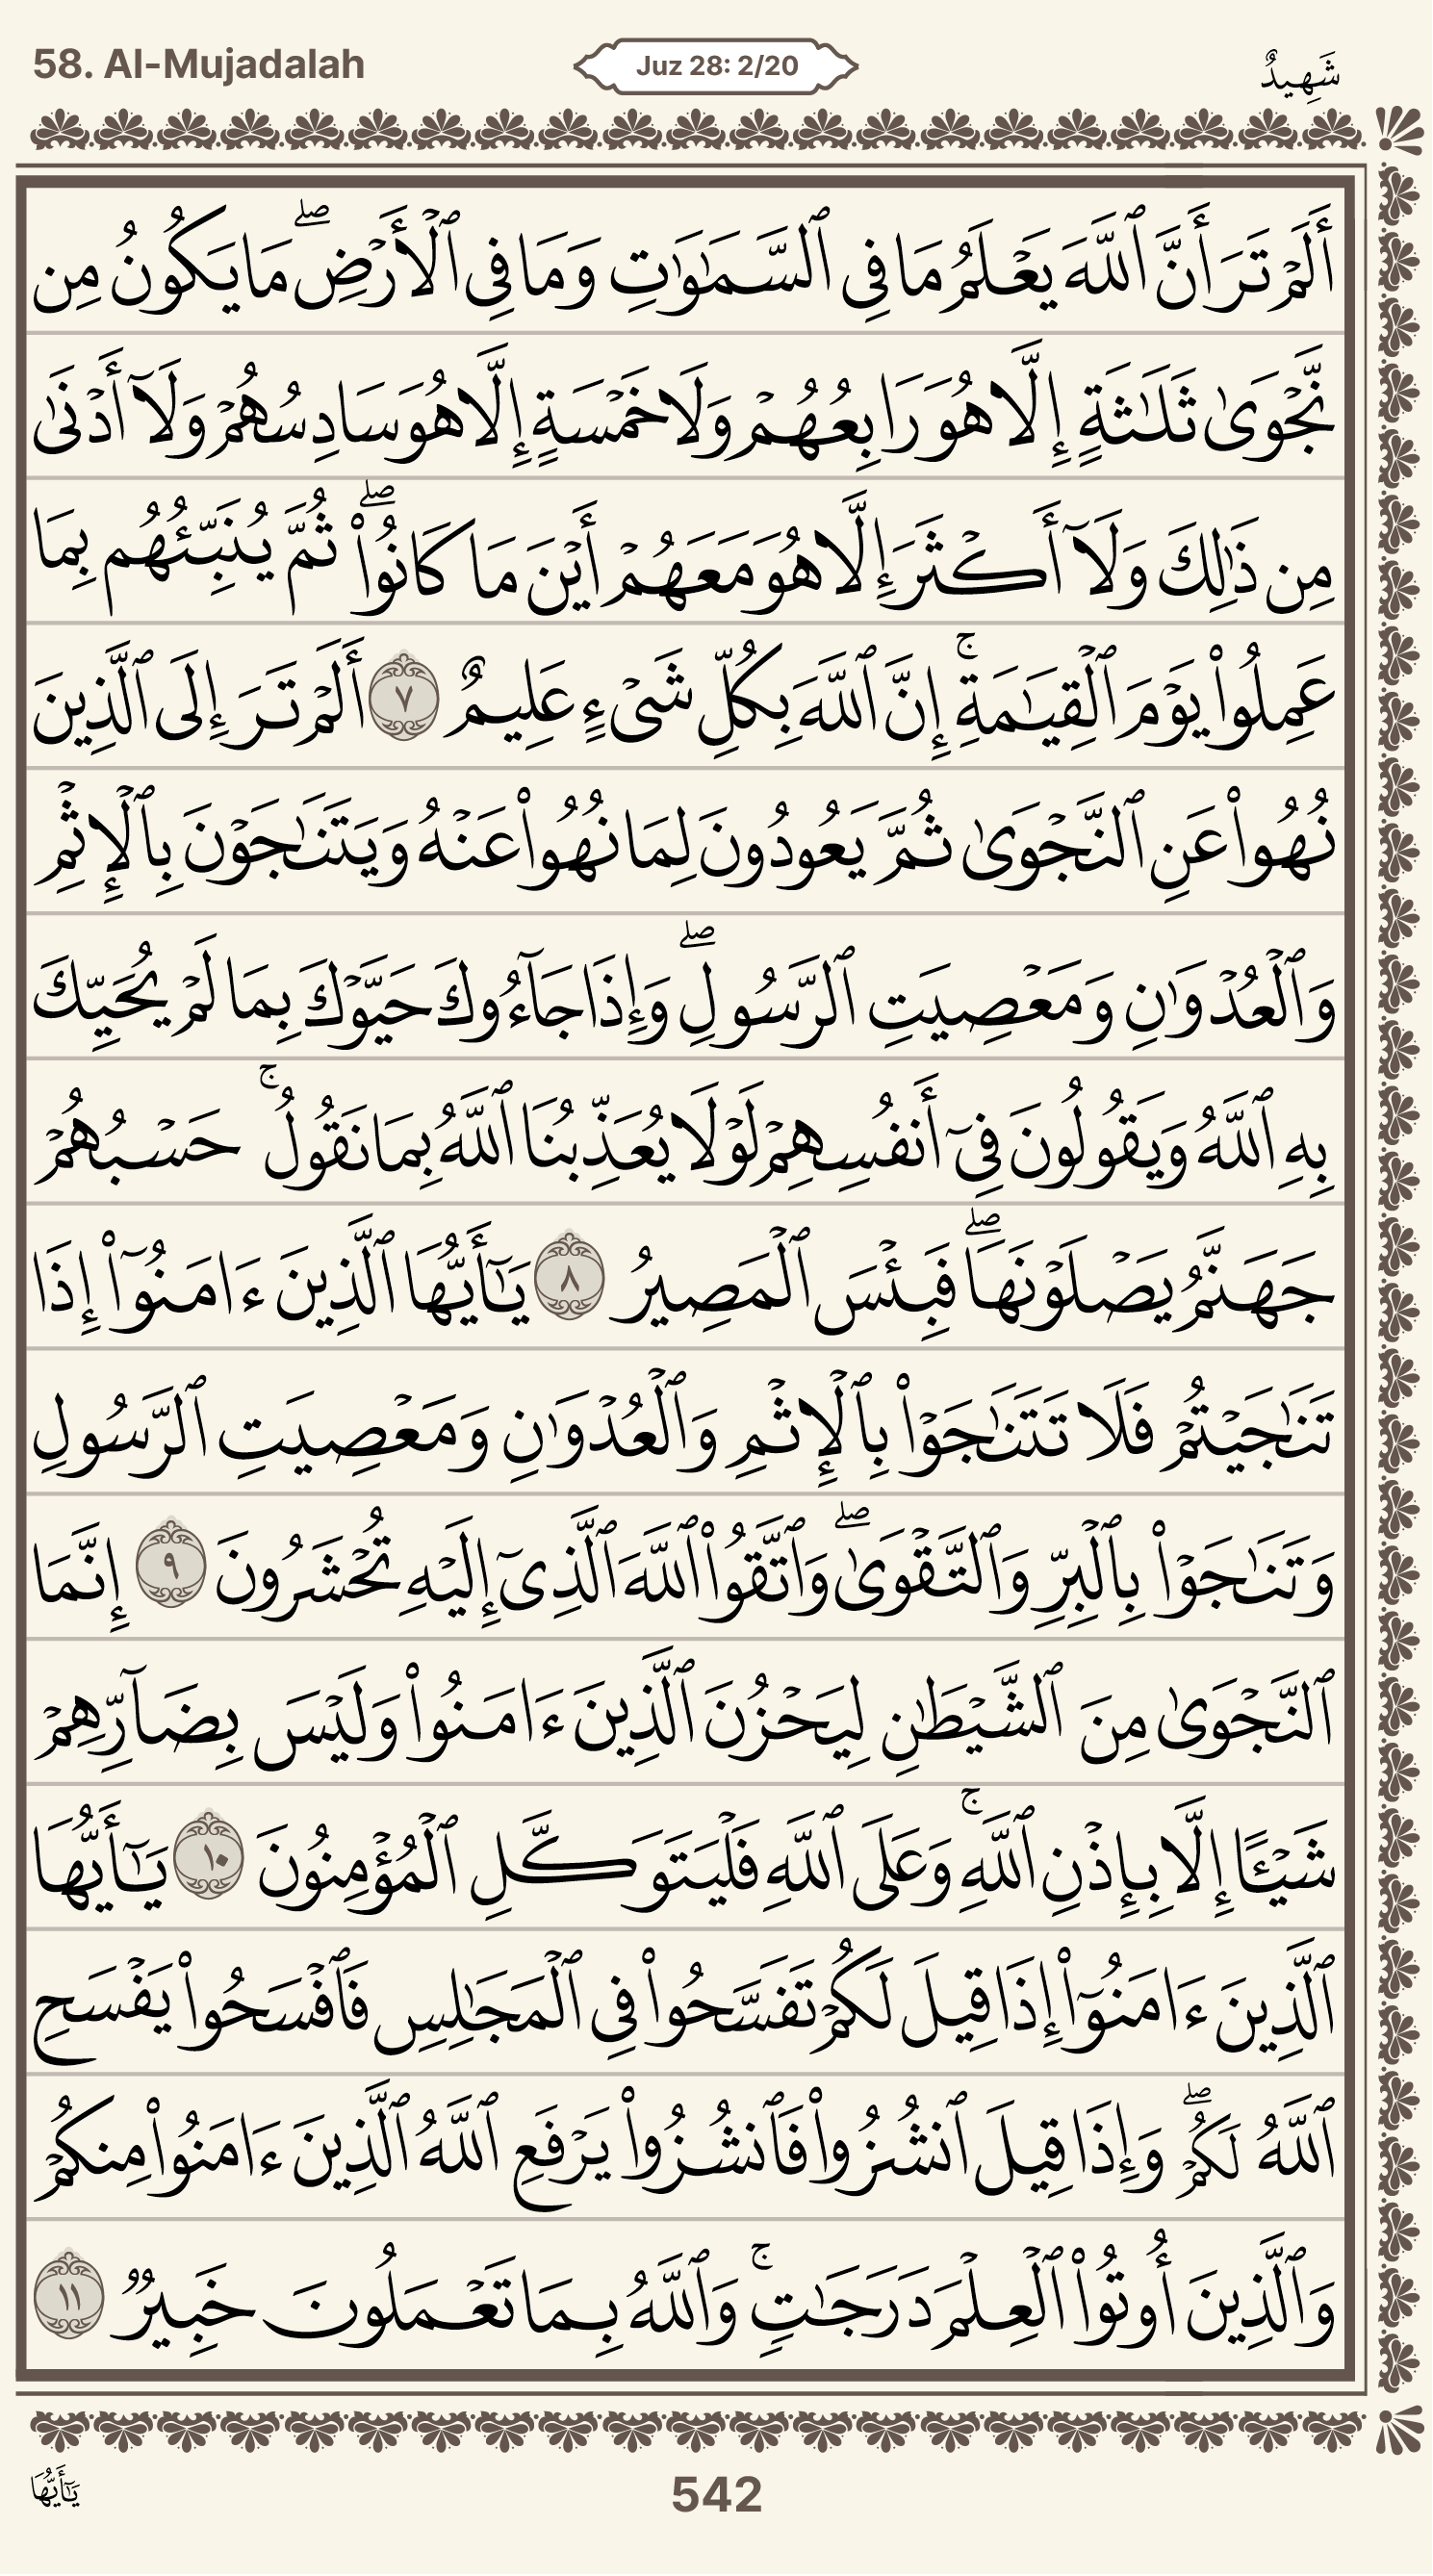 58. Al-Mujadalah
Juz 28: 2/20
شَهِيدٌ
أَلَمۡ تَرَ أَنَّ ٱللَّهَ يَعۡلَمُ مَا فِي ٱلسَّمَٰوَٰتِ وَمَا فِي ٱلۡأَرۡضِۖ مَا يَكُونُ مِن
نَّجۡوَىٰ ثَلَٰثَةٍ إِلَّا هُوَ رَابِعُهُمۡ وَلَا خَمۡسَةٍ إِلَّا هُوَ سَادِسُهُمۡ وَلَآ أَدۡنَىٰ
مِن ذَٰلِكَ وَلَآ أَكۡثَرَ إِلَّا هُوَ مَعَهُمۡ أَيۡنَ مَا كَانُواْۖ ثُمَّ يُنَبِّئُهُم بِمَا
عَمِلُواْ يَوۡمَ ٱلۡقِيَٰمَةِۚ إِنَّ ٱللَّهَ بِكُلِّ شَيۡءٍ عَلِيمٌ ٧ أَلَمۡ تَرَ إِلَى ٱلَّذِينَ
نُهُواْ عَنِ ٱلنَّجۡوَىٰ ثُمَّ يَعُودُونَ لِمَا نُهُواْ عَنۡهُ وَيَتَنَٰجَوۡنَ بِٱلۡإِثۡمِ
وَٱلۡعُدۡوَٰنِ وَمَعۡصِيَتِ ٱلرَّسُولِۖ وَإِذَا جَآءُوكَ حَيَّوۡكَ بِمَا لَمۡ يُحَيِّكَ
بِهِ ٱللَّهُ وَيَقُولُونَ فِيٓ أَنفُسِهِمۡ لَوۡلَا يُعَذِّبُنَا ٱللَّهُ بِمَا نَقُولُۚ حَسۡبُهُمۡ
جَهَنَّمُ يَصۡلَوۡنَهَاۖ فَبِئۡسَ ٱلۡمَصِيرُ ٨ يَٰٓأَيُّهَا ٱلَّذِينَ ءَامَنُوٓاْ إِذَا
تَنَٰجَيۡتُمۡ فَلَا تَتَنَٰجَوۡاْ بِٱلۡإِثۡمِ وَٱلۡعُدۡوَٰنِ وَمَعۡصِيَتِ ٱلرَّسُولِ
وَتَنَٰجَوۡاْ بِٱلۡبِرِّ وَٱلتَّقۡوَىٰۖ وَٱتَّقُواْ ٱللَّهَ ٱلَّذِيٓ إِلَيۡهِ تُحۡشَرُونَ ٩ إِنَّمَا
ٱلنَّجۡوَىٰ مِنَ ٱلشَّيۡطَٰنِ لِيَحۡزُنَ ٱلَّذِينَ ءَامَنُواْ وَلَيۡسَ بِضَآرِّهِمۡ
شَيۡـًٔا إِلَّا بِإِذۡنِ ٱللَّهِۚ وَعَلَى ٱللَّهِ فَلۡيَتَوَكَّلِ ٱلۡمُؤۡمِنُونَ ١٠ يَٰٓأَيُّهَا
ٱلَّذِينَ ءَامَنُوٓاْ إِذَا قِيلَ لَكُمۡ تَفَسَّحُواْ فِي ٱلۡمَجَٰلِسِ فَٱفۡسَحُواْ يَفۡسَحِ
ٱللَّهُ لَكُمۡۖ وَإِذَا قِيلَ ٱنشُزُواْ فَٱنشُزُواْ يَرۡفَعِ ٱللَّهُ ٱلَّذِينَ ءَامَنُواْ مِنكُمۡ
وَٱلَّذِينَ أُوتُواْ ٱلۡعِلۡمَ دَرَجَٰتٖۚ وَٱللَّهُ بِمَا تَعۡمَلُونَ خَبِيرٞ ١١
يَٰٓأَيُّهَا
542